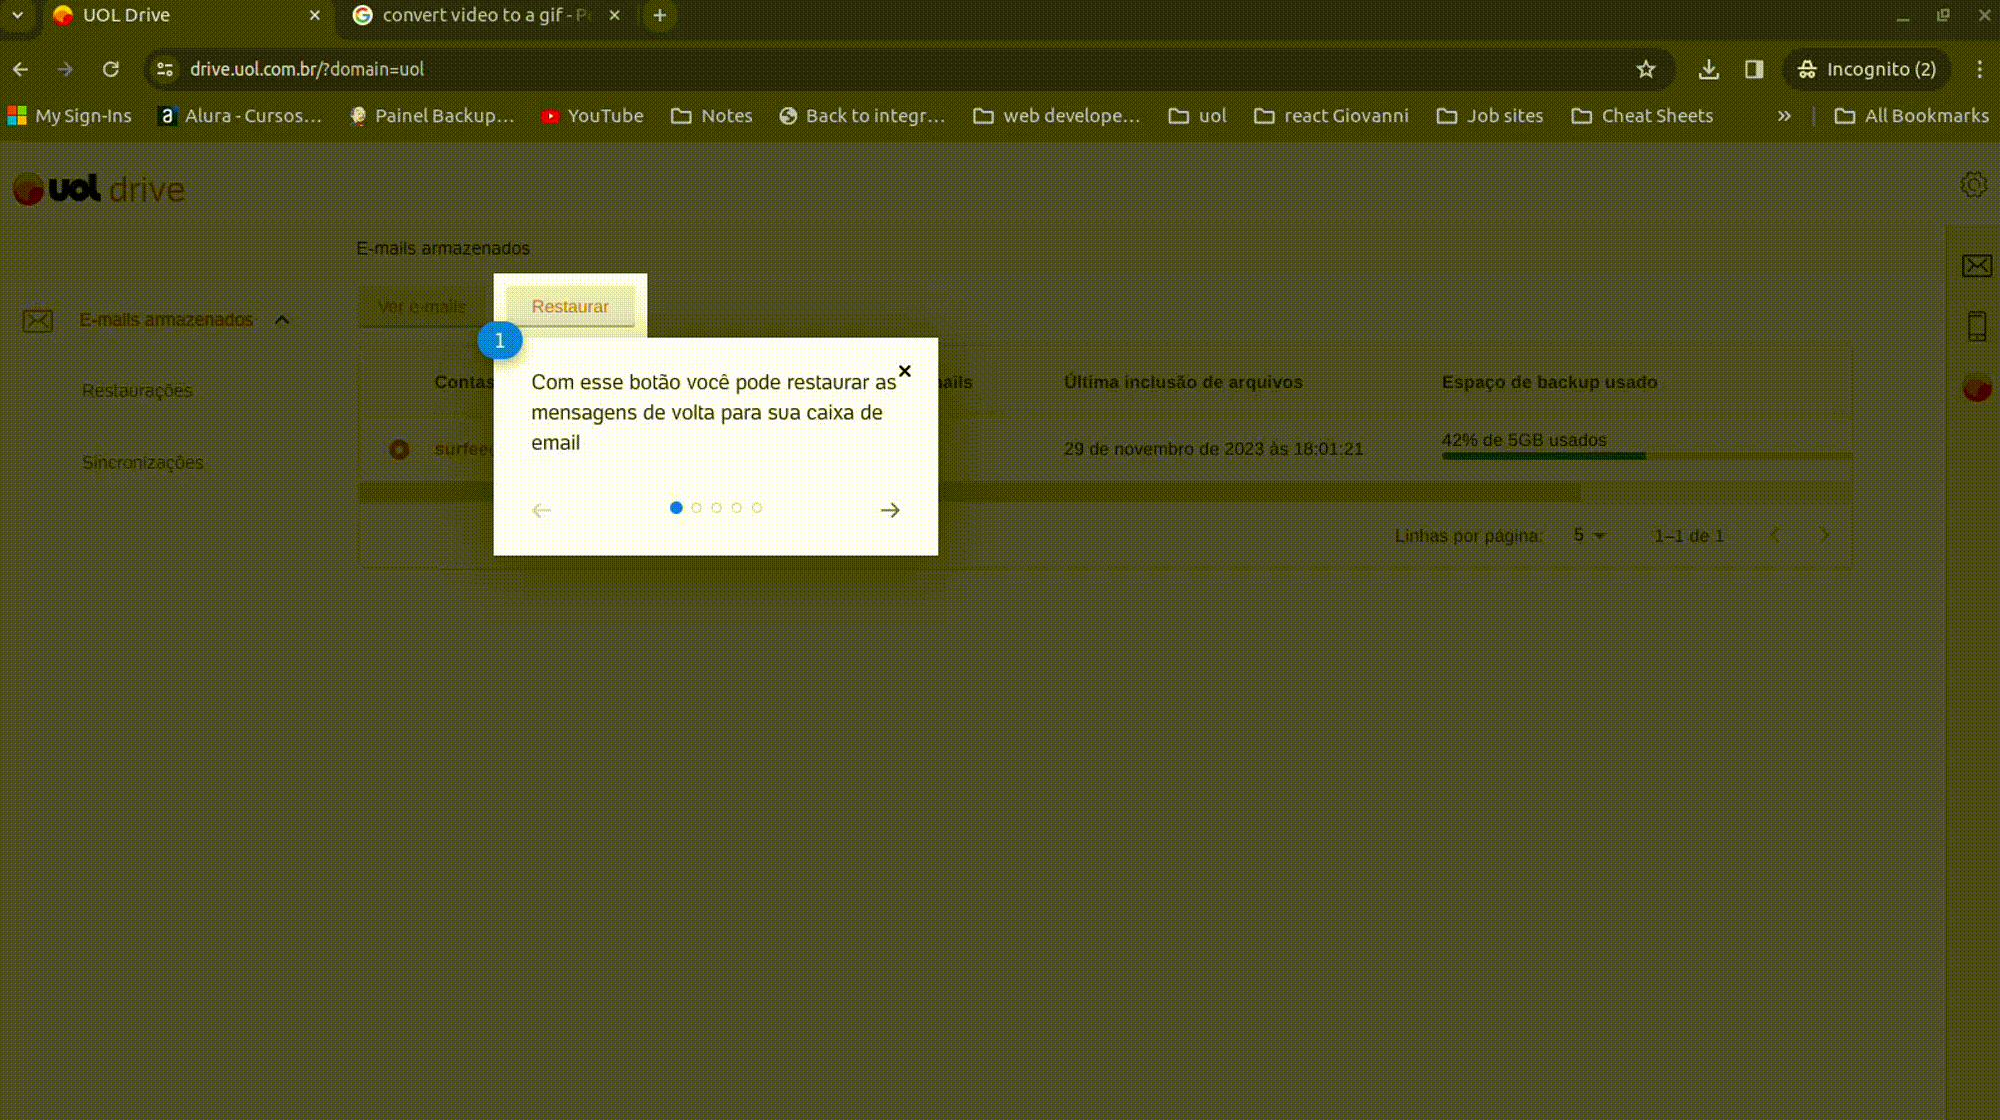 UOL Drive
convert video to a gif - P
drive.uol.com.br/?domain=uol
Incognito (2)
My Sign-Ins
Alura - Cursos...
Painel Backup...
YouTube
Notes
Back to integr...
web develope...
uol
react Giovanni
Job sites
Cheat Sheets
All Bookmarks
uol drive
E-mails armazenados
Ver e-mails
Restaurar
E-mails armazenados
Restaurações
Sincronizações
1
Com esse botão você pode restaurar as
mensagens de volta para sua caixa de
email
Contas
Última inclusão de arquivos
Espaço de backup usado
29 de novembro de 2023 às 18:01:21
42% de 5GB usados
Linhas por página:
5
1–1 de 1